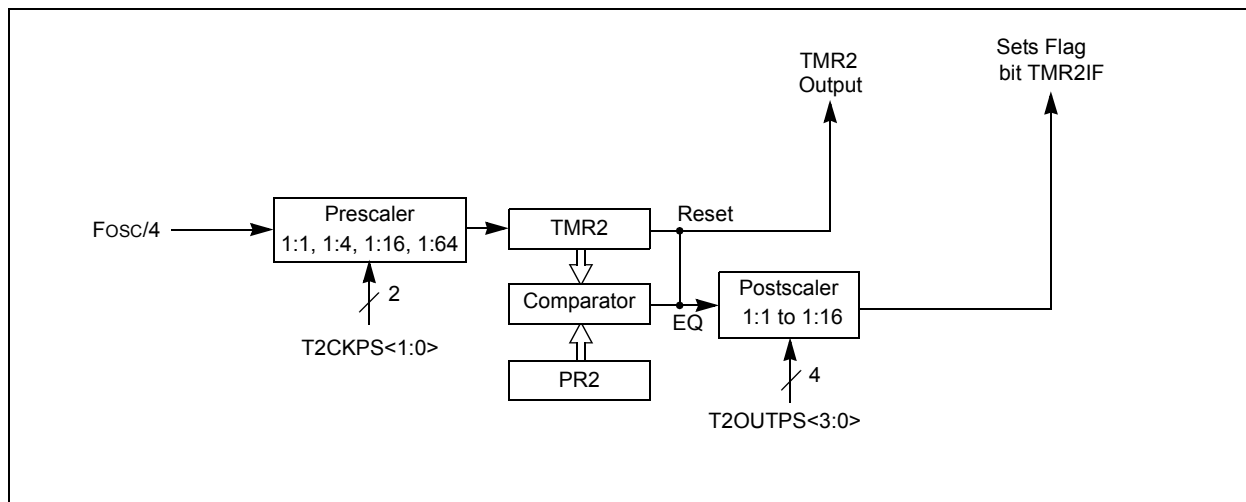 TMR2
Output
Sets Flag
bit TMR2IF
Fosc/4
Prescaler
1:1, 1:4, 1:16, 1:64
2
T2CKPS<1:0>
TMR2
Reset
Comparator
EQ
PR2
Postscaler
1:1 to 1:16
4
T2OUTPS<3:0>